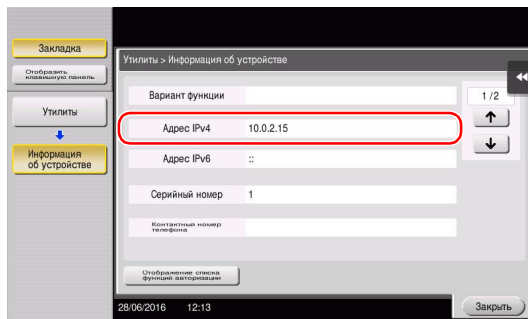 Закладка
Отобразить
клавишную панель
Утилиты
Информация
об устройстве
Утилиты > Информация об устройстве
Вариант функции
1/2
Адрес IPv4 10.0.2.15
Адрес IPv6 ::
Серийный номер 1
Контактный номер
телефона
Отображение списка
функций авторизации
28/06/2016 12:13
Закрыть